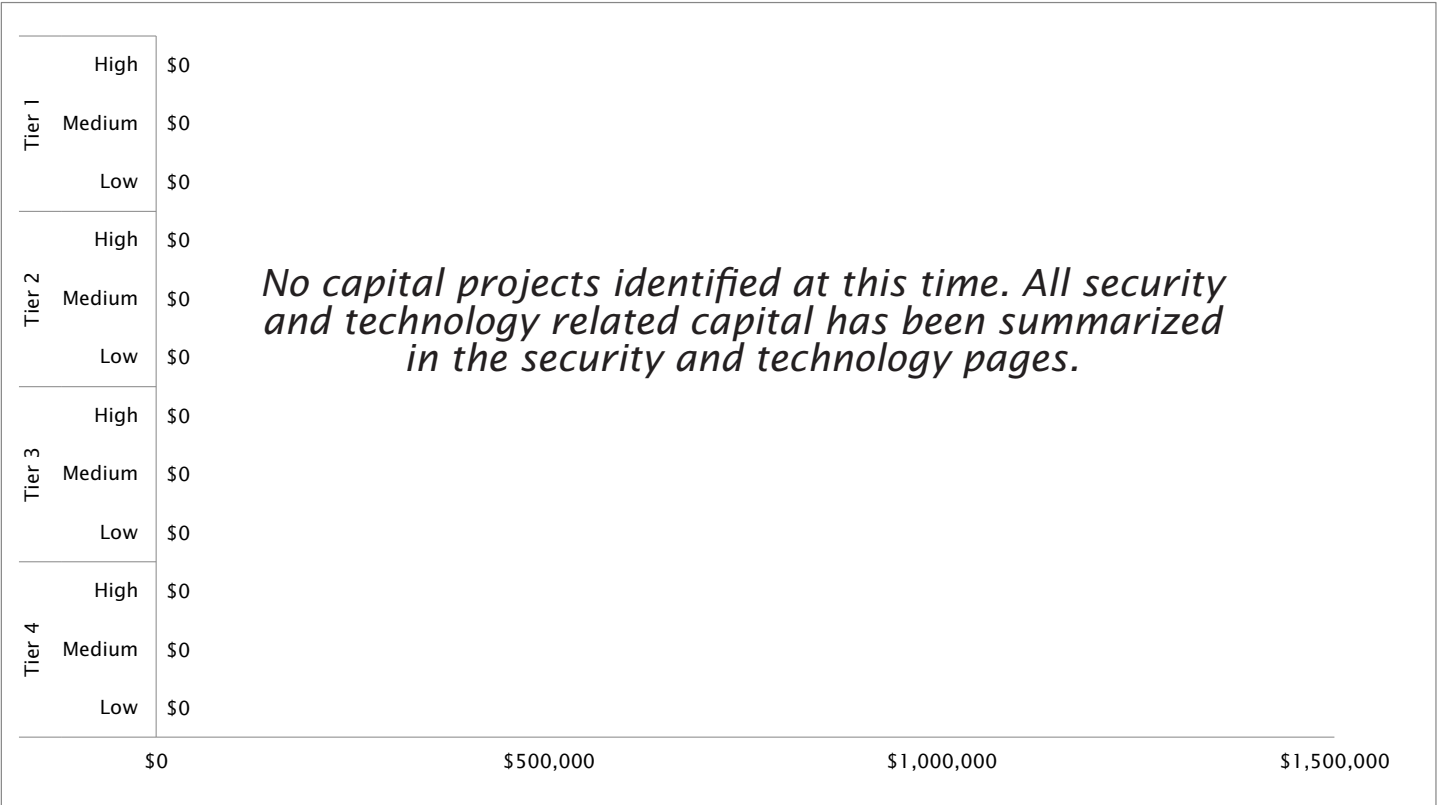 Tier 1
High $0
Medium $0
Low $0
Tier 2
High $0
Medium $0
Low $0
No capital projects identified at this time. All security
and technology related capital has been summarized
in the security and technology pages.
Tier 3
High $0
Medium $0
Low $0
Tier 4
High $0
Medium $0
Low $0
$0 $500,000 $1,000,000 $1,500,000